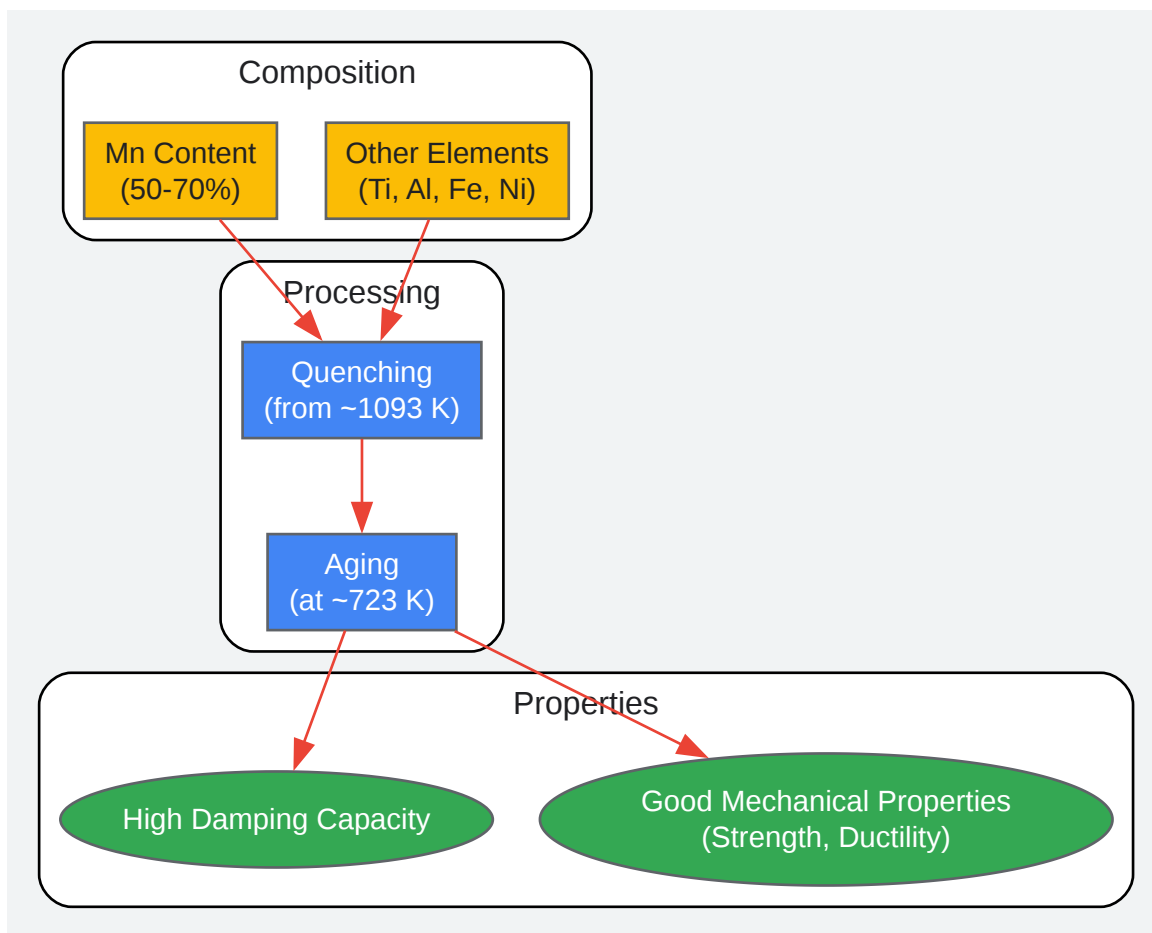 Composition
Mn Content
(50-70%)
Other Elements
(Ti, Al, Fe, Ni)
Processing
Quenching
(from ~1093 K)
Aging
(at ~723 K)
Properties
High Damping Capacity
Good Mechanical Properties
(Strength, Ductility)